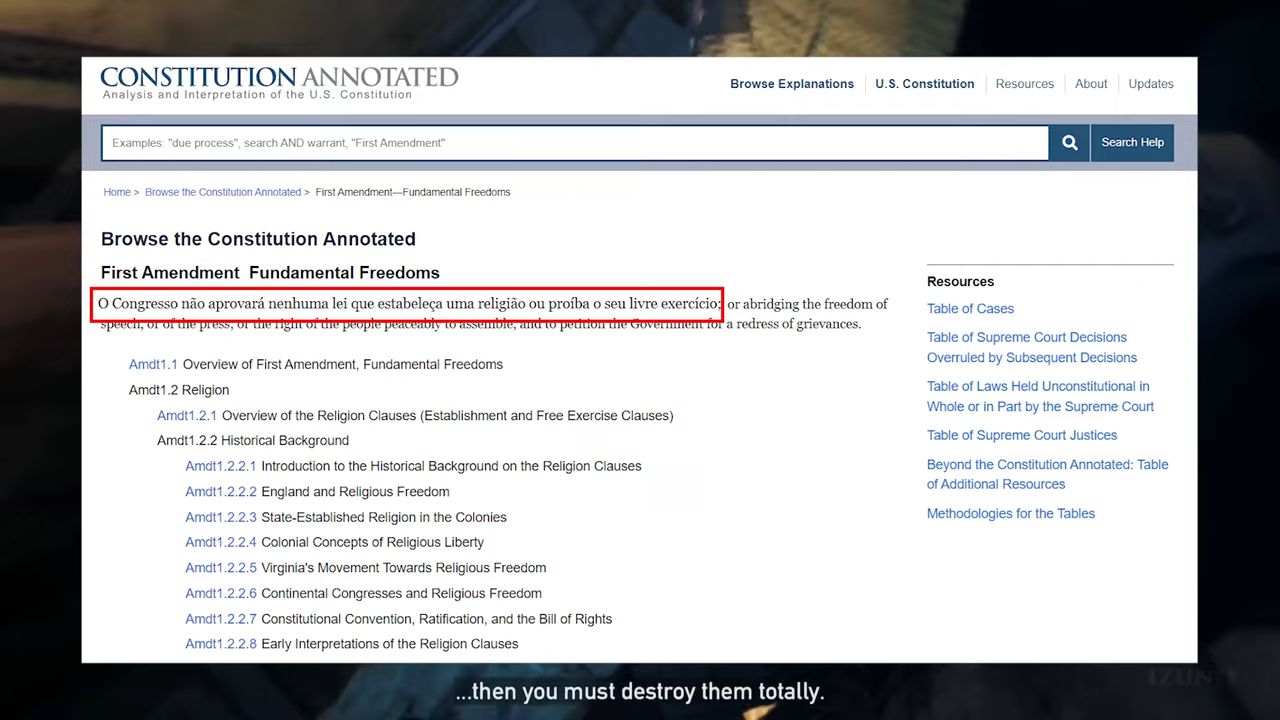 CONSTITUTION ANNOTATED
Analysis and Interpretation of the U.S. Constitution
Browse Explanations U.S. Constitution Resources About Updates
Examples: "due process", search AND warrant, "First Amendment"
Search Help
Home > Browse the Constitution Annotated > First Amendment—Fundamental Freedoms
Browse the Constitution Annotated
First Amendment Fundamental Freedoms
O Congresso não aprovará nenhuma lei que estabeleça uma religião ou proíba o seu livre exercício; or abridging the freedom of
speech, or of the press, or the right of the people peaceably to assemble, and to petition the Government for a redress of grievances.
Amdt1.1 Overview of First Amendment, Fundamental Freedoms
Amdt1.2 Religion
Amdt1.2.1 Overview of the Religion Clauses (Establishment and Free Exercise Clauses)
Amdt1.2.2 Historical Background
Amdt1.2.2.1 Introduction to the Historical Background on the Religion Clauses
Amdt1.2.2.2 England and Religious Freedom
Amdt1.2.2.3 State-Established Religion in the Colonies
Amdt1.2.2.4 Colonial Concepts of Religious Liberty
Amdt1.2.2.5 Virginia's Movement Towards Religious Freedom
Amdt1.2.2.6 Continental Congresses and Religious Freedom
Amdt1.2.2.7 Constitutional Convention, Ratification, and the Bill of Rights
Amdt1.2.2.8 Early Interpretations of the Religion Clauses
Resources
Table of Cases
Table of Supreme Court Decisions
Overruled by Subsequent Decisions
Table of Laws Held Unconstitutional in
Whole or in Part by the Supreme Court
Table of Supreme Court Justices
Beyond the Constitution Annotated: Table
of Additional Resources
Methodologies for the Tables
...then you must destroy them totally.